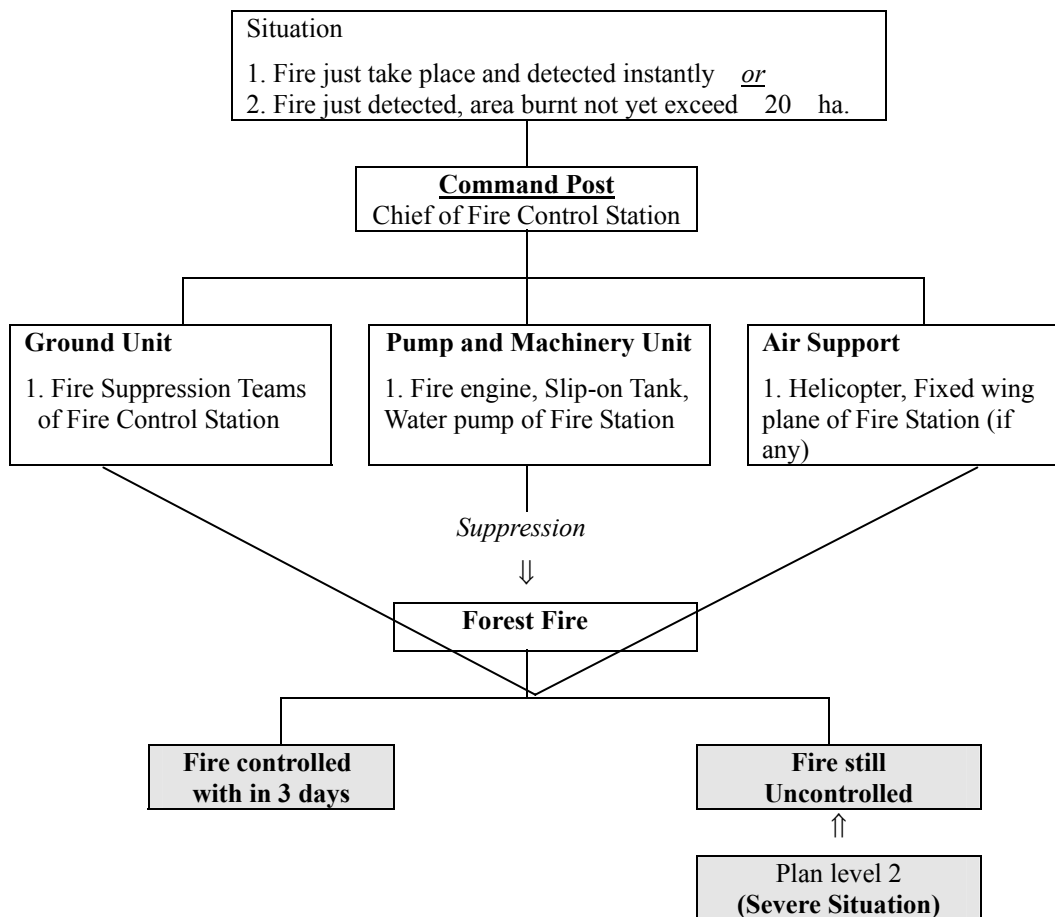 Situation
1. Fire just take place and detected instantly or
2. Fire just detected, area burnt not yet exceed 20 ha.
Command Post
Chief of Fire Control Station
Ground Unit
1. Fire Suppression Teams
of Fire Control Station
Pump and Machinery Unit
1. Fire engine, Slip-on Tank,
Water pump of Fire Station
Air Support
1. Helicopter, Fixed wing
plane of Fire Station (if
any)
Suppression
⇓
Forest Fire
Fire controlled
with in 3 days
Fire still
Uncontrolled
⇑
Plan level 2
(Severe Situation)